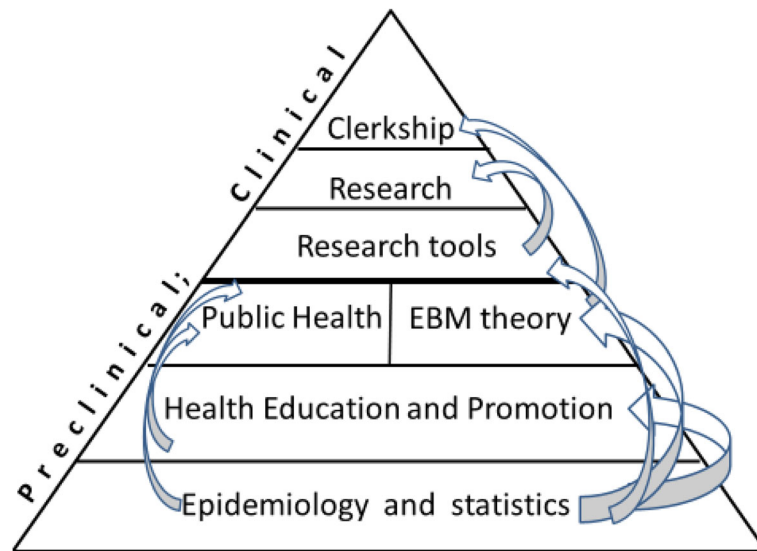 Clerkship
Research
Research tools
Public Health
EBM theory
Health Education and Promotion
Epidemiology and statistics
Preclinical; Clinical